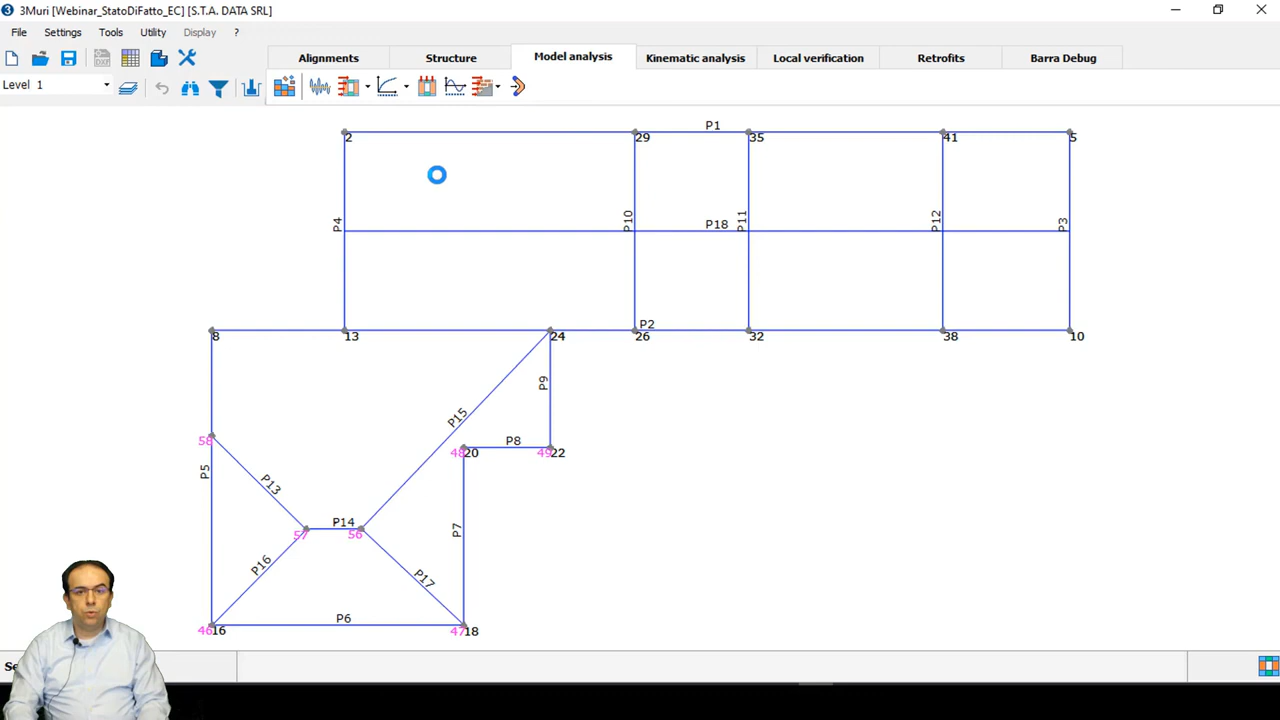 3Muri [Webinar_StatoDiFatto_EC] [S.T.A. DATA SRL]
File Settings Tools Utility Display ?
Alignments Structure Model analysis Kinematic analysis Local verification Retrofits Barra Debug
Level 1
P1
2 29 35 41 5
P4 P10 P18 P11 P12 P3
P2
8 13 24 26 32 38 10
P9
P15
P8
58 48 20 49 22
P5
P13
P14
P7
57 56
P16
P17
P6
46 16 47 18